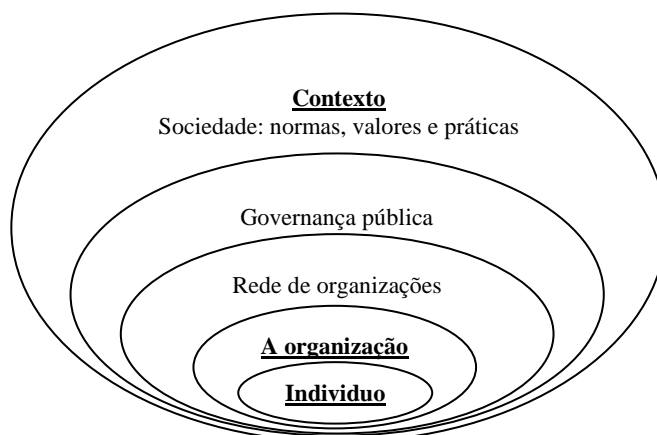 Contexto
Sociedade: normas, valores e práticas
Governança pública
Rede de organizações
A organização
Individuo